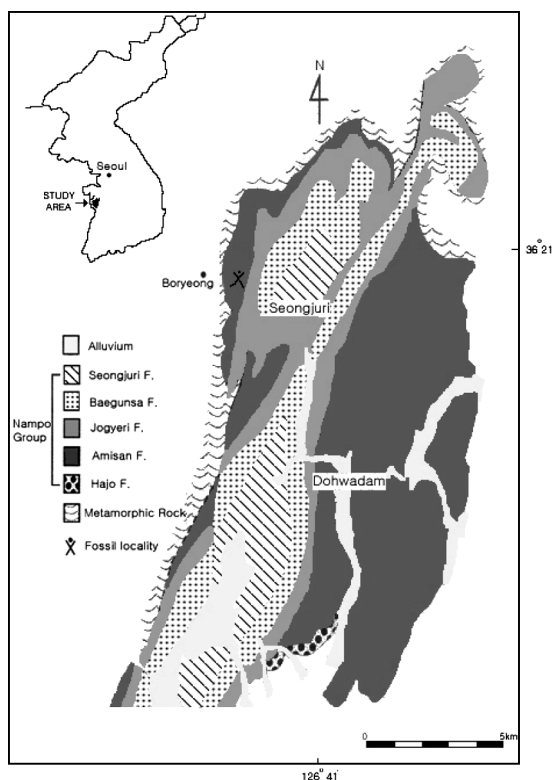 N
Seoul
STUDY
AREA
36° 21
Boryeong
Seongjuri
Alluvium
Seongjuri F.
Baegunsa F.
Nampo
Group
Jogyeri F.
Amisan F.
Hajo F.
Metamorphic Rock
Fossil locality
Dohwadam
0
5km
126° 41